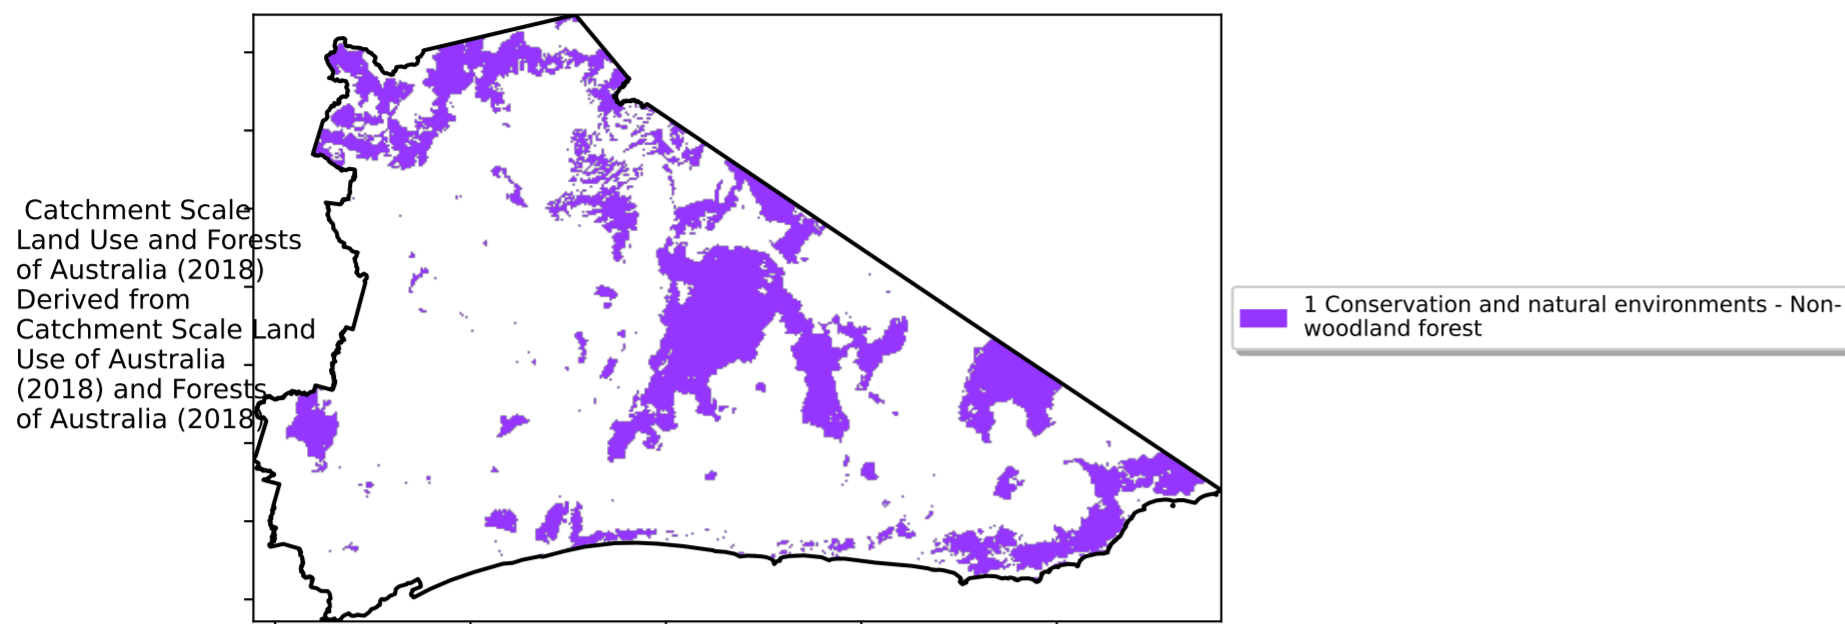 Catchment Scale
Land Use and Forests
of Australia (2018)
Derived from
Catchment Scale Land
Use of Australia
(2018) and Forests
of Australia (2018)
1 Conservation and natural environments - Non-
woodland forest